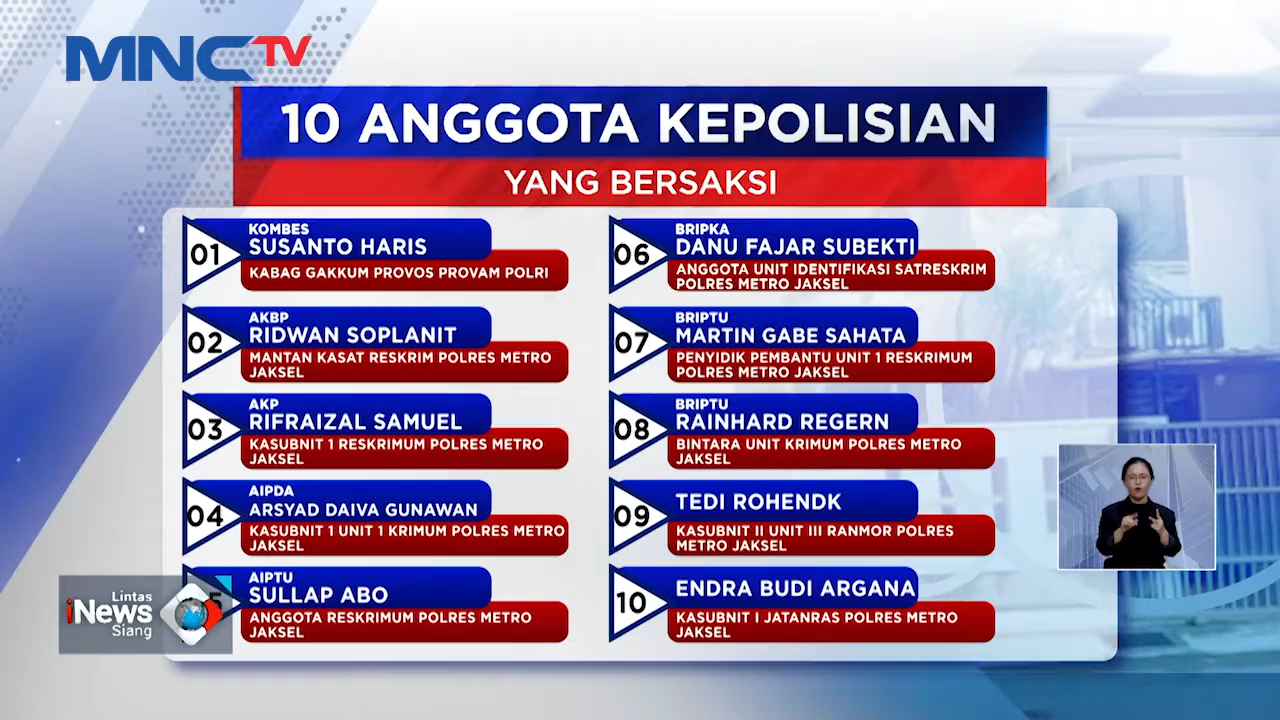 MNCTV
10 ANGGOTA KEPOLISIAN
YANG BERSAKSI
01
KOMBES
SUSANTO HARIS
KABAG GAKKUM PROVOS PROVAM POLRI
02
AKBP
RIDWAN SOPLANIT
MANTAN KASAT RESKRIM POLRES METRO
JAKSEL
03
AKP
RIFRAIZAL SAMUEL
KASUBNIT 1 RESKRIMUM POLRES METRO
JAKSEL
04
AIPDA
ARSYAD DAIVA GUNAWAN
KASUBNIT 1 UNIT 1 KRIMUM POLRES METRO
JAKSEL
AIPTU
SULLAP ABO
ANGGOTA RESKRIMUM POLRES METRO
JAKSEL
06
BRIPKA
DANU FAJAR SUBEKTI
ANGGOTA UNIT IDENTIFIKASI SATRESKRIM
POLRES METRO JAKSEL
07
BRIPTU
MARTIN GABE SAHATA
PENYIDIK PEMBANTU UNIT 1 RESKRIMUM
POLRES METRO JAKSEL
08
BRIPTU
RAINHARD REGERN
BINTARA UNIT KRIMUM POLRES METRO
JAKSEL
09
TEDI ROHENDK
KASUBNIT II UNIT III RANMOR POLRES
METRO JAKSEL
10
ENDRA BUDI ARGANA
KASUBNIT I JATANRAS POLRES METRO
JAKSEL
Lintas
iNews
Siang